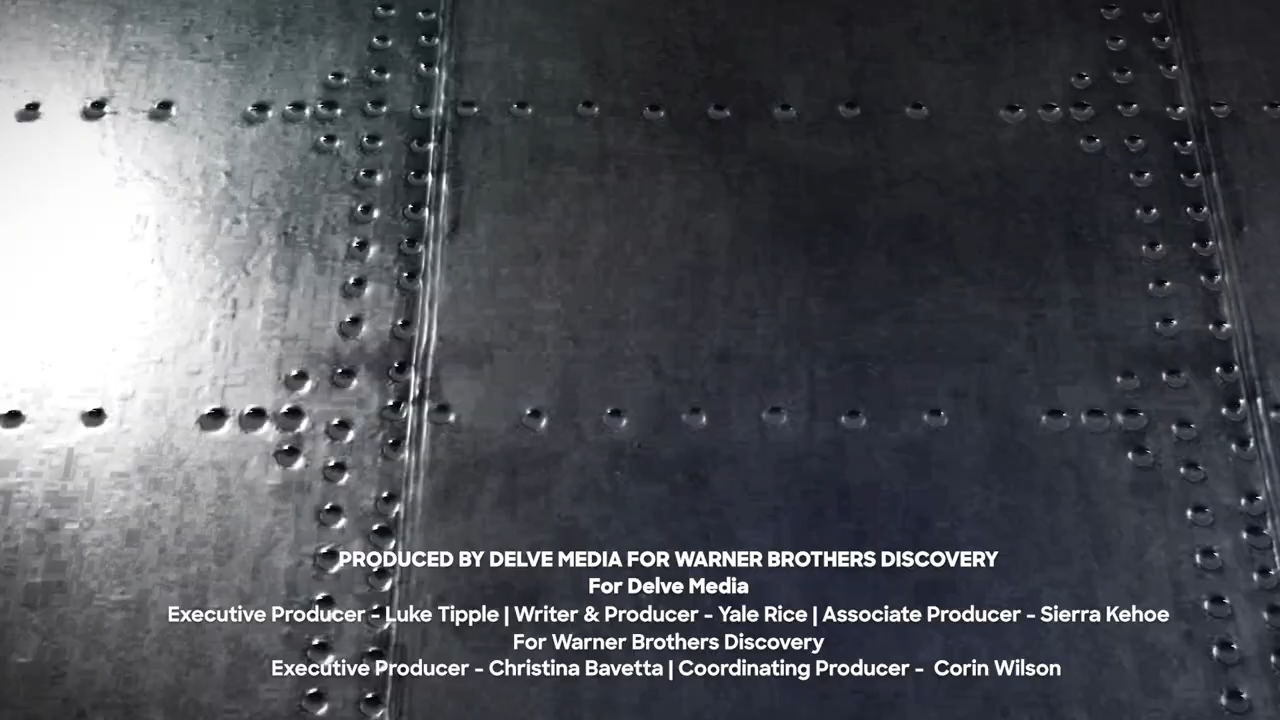 PRODUCED BY DELVE MEDIA FOR WARNER BROTHERS DISCOVERY
For Delve Media
Executive Producer - Luke Tipple | Writer & Producer - Yale Rice | Associate Producer - Sierra Kehoe
For Warner Brothers Discovery
Executive Producer - Christina Bavetta | Coordinating Producer - Corin Wilson